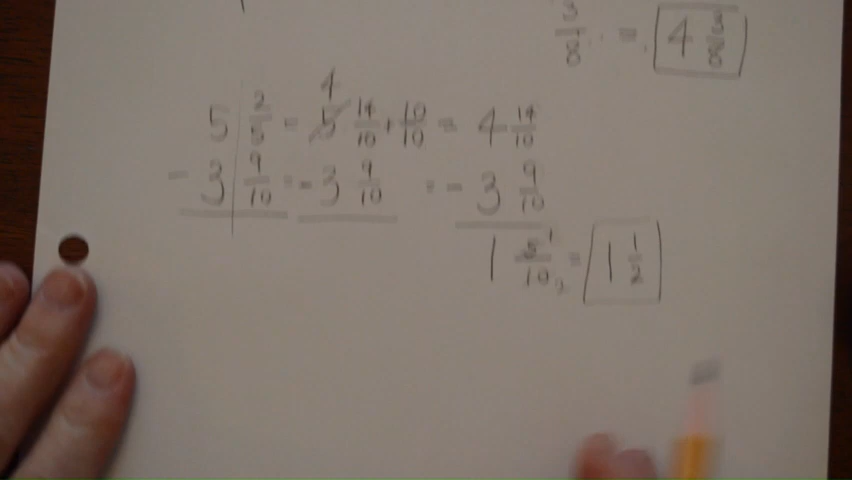 3/8 = 4 3/8
4
5 2/5 = 5 14/10 + 10/10 = 4 14/10
- 3 9/10 = - 3 9/10 = - 3 9/10
1 5/10 = 1 1/2